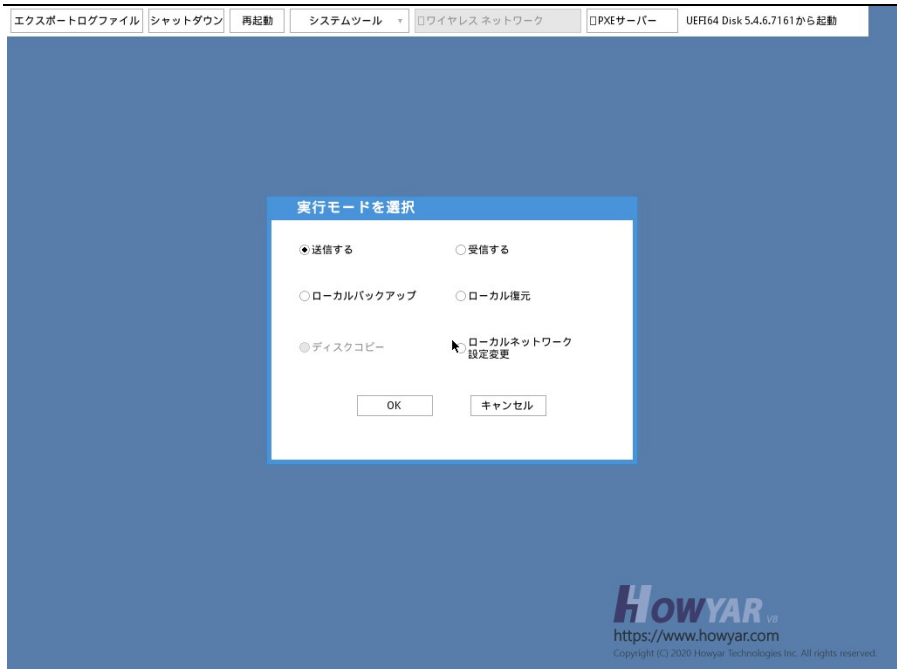 エクスポートログファイル シャットダウン 再起動 システムツール ワイヤレス ネットワーク PXEサーバー UEFI64 Disk 5.4.6.7161から起動
実行モードを選択
送信する 受信する
ローカルバックアップ ローカル復元
ディスクコピー ローカルネットワーク
設定変更
OK キャンセル
HOWYAR V8
https://www.howyar.com
Copyright (C) 2020 Howyar Technologies Inc. All rights reserved.